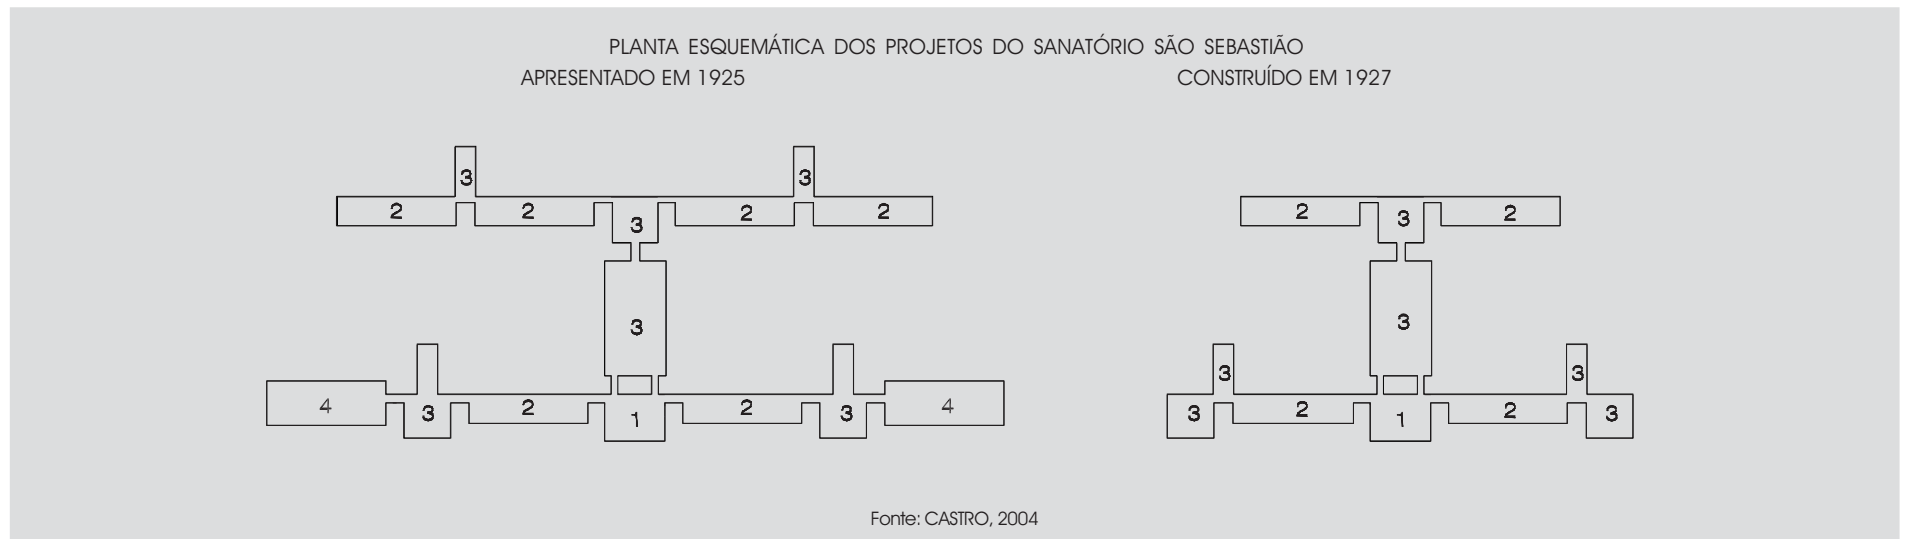 PLANTA ESQUEMÁTICA DOS PROJETOS DO SANATÓRIO SÃO SEBASTIÃO
APRESENTADO EM 1925
3 3
2 2 3 2 2
3
4 3 2 1 2 3 4
CONSTRUÍDO EM 1927
2 3 2
3
3 3
3 2 1 2 3
Fonte: CASTRO, 2004